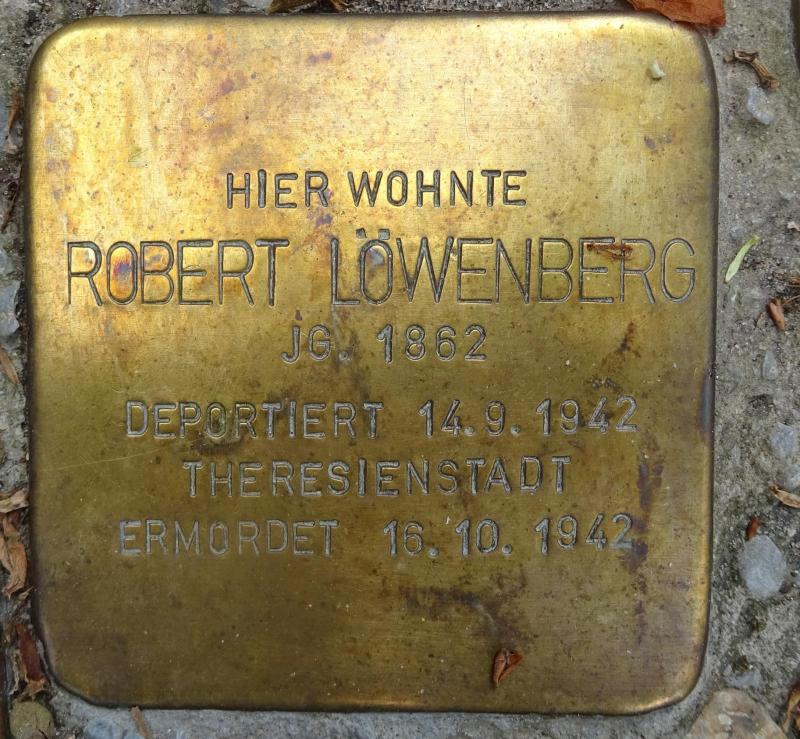 HIER WOHNTE
ROBERT LÖWENBERG
JG. 1862
DEPORTIERT 14.9.1942
THERESIENSTADT
ERMORDET 16.10.1942